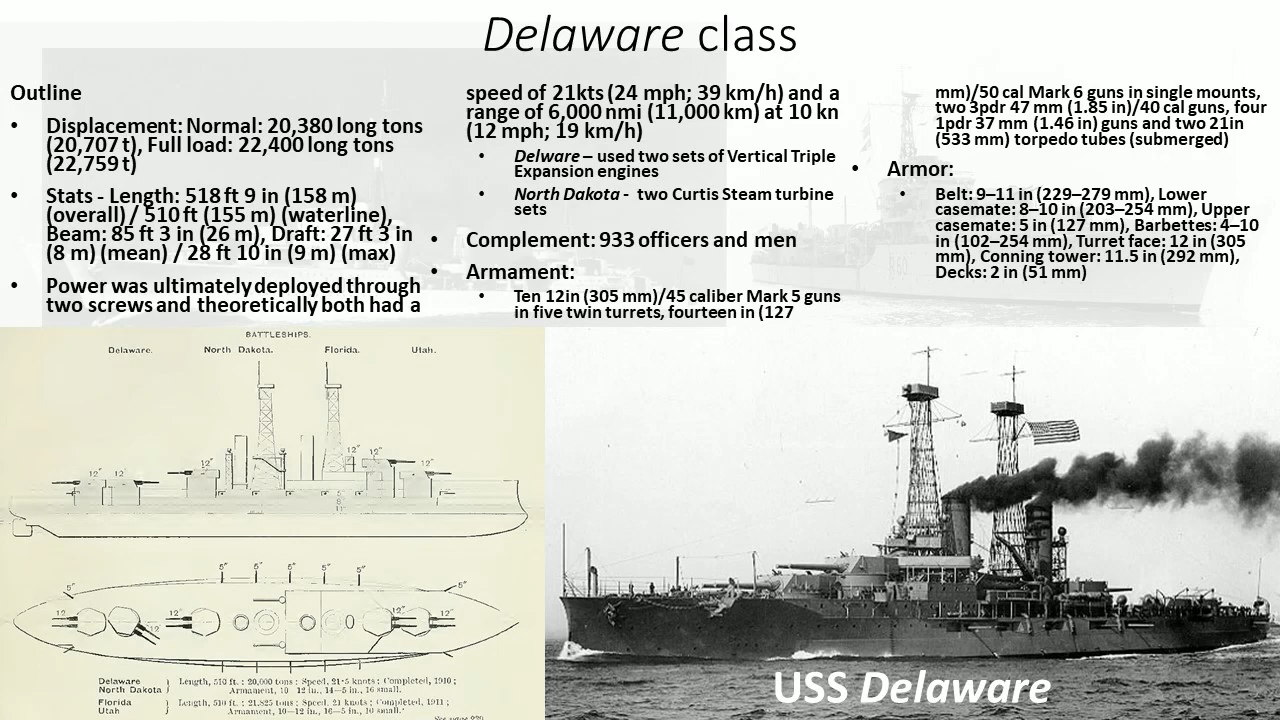 Delaware class
Outline
• Displacement: Normal: 20,380 long tons
(20,707 t), Full load: 22,400 long tons
(22,759 t)
• Stats - Length: 518 ft 9 in (158 m)
(overall) / 510 ft (155 m) (waterline),
Beam: 85 ft 3 in (26 m), Draft: 27 ft 3 in
(8 m) (mean) / 28 ft 10 in (9 m) (max)
• Power was ultimately deployed through
two screws and theoretically both had a
speed of 21kts (24 mph; 39 km/h) and a
range of 6,000 nmi (11,000 km) at 10 kn
(12 mph; 19 km/h)
• Delware – used two sets of Vertical Triple
Expansion engines
• North Dakota - two Curtis Steam turbine
sets
• Complement: 933 officers and men
• Armament:
• Ten 12in (305 mm)/45 caliber Mark 5 guns
in five twin turrets, fourteen in (127
mm)/50 cal Mark 6 guns in single mounts,
two 3pdr 47 mm (1.85 in)/40 cal guns, four
1pdr 37 mm (1.46 in) guns and two 21in
(533 mm) torpedo tubes (submerged)
• Armor:
• Belt: 9–11 in (229–279 mm), Lower
casemate: 8–10 in (203–254 mm), Upper
casemate: 5 in (127 mm), Barbettes: 4–10
in (102–254 mm), Turret face: 12 in (305
mm), Conning tower: 11.5 in (292 mm),
Decks: 2 in (51 mm)
BATTLESHIPS.
Delaware. North Dakota. Florida. Utah.
12" 12" 12" 12" 12" 12"
5" 5" 5" 5" 5"
5" 5"
12" 12" 12" 12"
12"
Delaware North Dakota } Length, 510 ft.; 20,000 tons; Speed, 21·5 knots; Completed, 1910;
Armament, 10—12 in., 14—5 in., 16 small.
Florida Utah } Length, 510 ft.; 21,825 tons; Speed, 21 knots; Completed, 1911;
Armament, 10—12 in., 16—5 in., 10 small.
USS Delaware